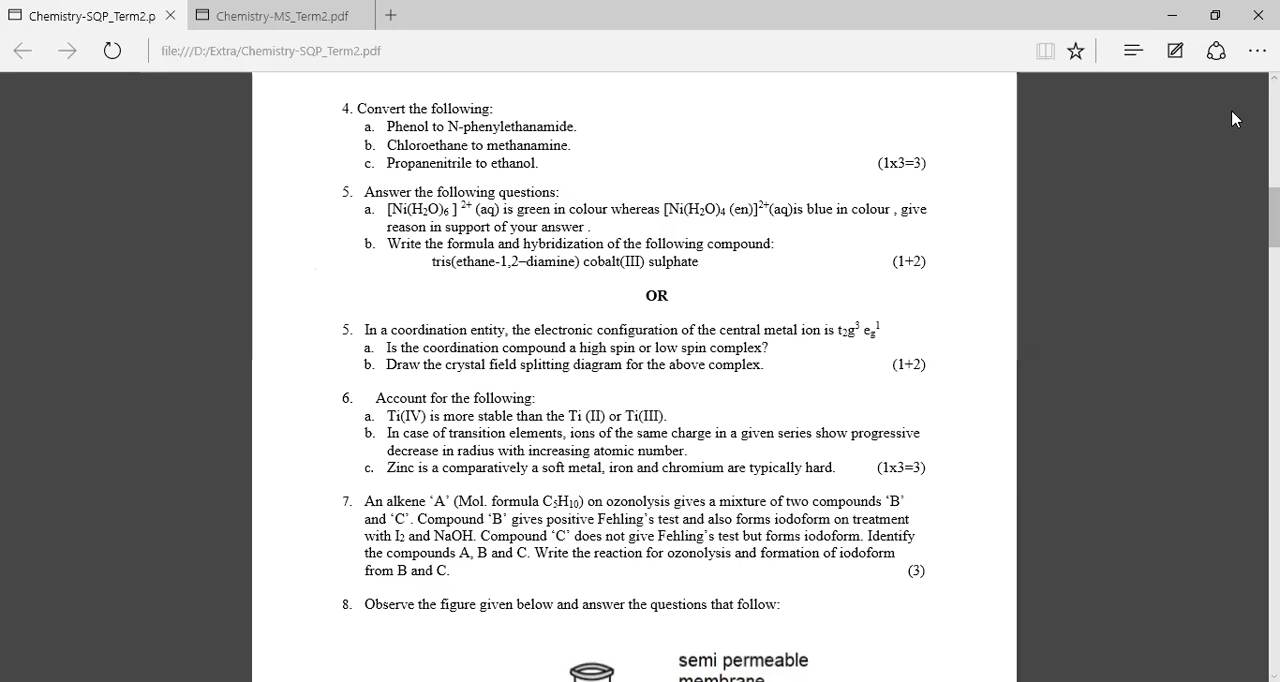 Chemistry-SQP_Term2.p
Chemistry-MS_Term2.pdf
file:///D:/Extra/Chemistry-SQP_Term2.pdf
4. Convert the following:
a. Phenol to N-phenylethanamide.
b. Chloroethane to methanamine.
c. Propanenitrile to ethanol. (1x3=3)
5. Answer the following questions:
a. [Ni(H₂O)₆ ] ²⁺ (aq) is green in colour whereas [Ni(H₂O)₄ (en)]²⁺(aq)is blue in colour , give
reason in support of your answer .
b. Write the formula and hybridization of the following compound:
tris(ethane-1,2–diamine) cobalt(III) sulphate (1+2)
OR
5. In a coordination entity, the electronic configuration of the central metal ion is t₂g³ eg¹
a. Is the coordination compound a high spin or low spin complex?
b. Draw the crystal field splitting diagram for the above complex. (1+2)
6. Account for the following:
a. Ti(IV) is more stable than the Ti (II) or Ti(III).
b. In case of transition elements, ions of the same charge in a given series show progressive
decrease in radius with increasing atomic number.
c. Zinc is a comparatively a soft metal, iron and chromium are typically hard. (1x3=3)
7. An alkene ‘A’ (Mol. formula C₅H₁₀) on ozonolysis gives a mixture of two compounds ‘B’
and ‘C’. Compound ‘B’ gives positive Fehling’s test and also forms iodoform on treatment
with I₂ and NaOH. Compound ‘C’ does not give Fehling’s test but forms iodoform. Identify
the compounds A, B and C. Write the reaction for ozonolysis and formation of iodoform
from B and C. (3)
8. Observe the figure given below and answer the questions that follow:
semi permeable
membrane